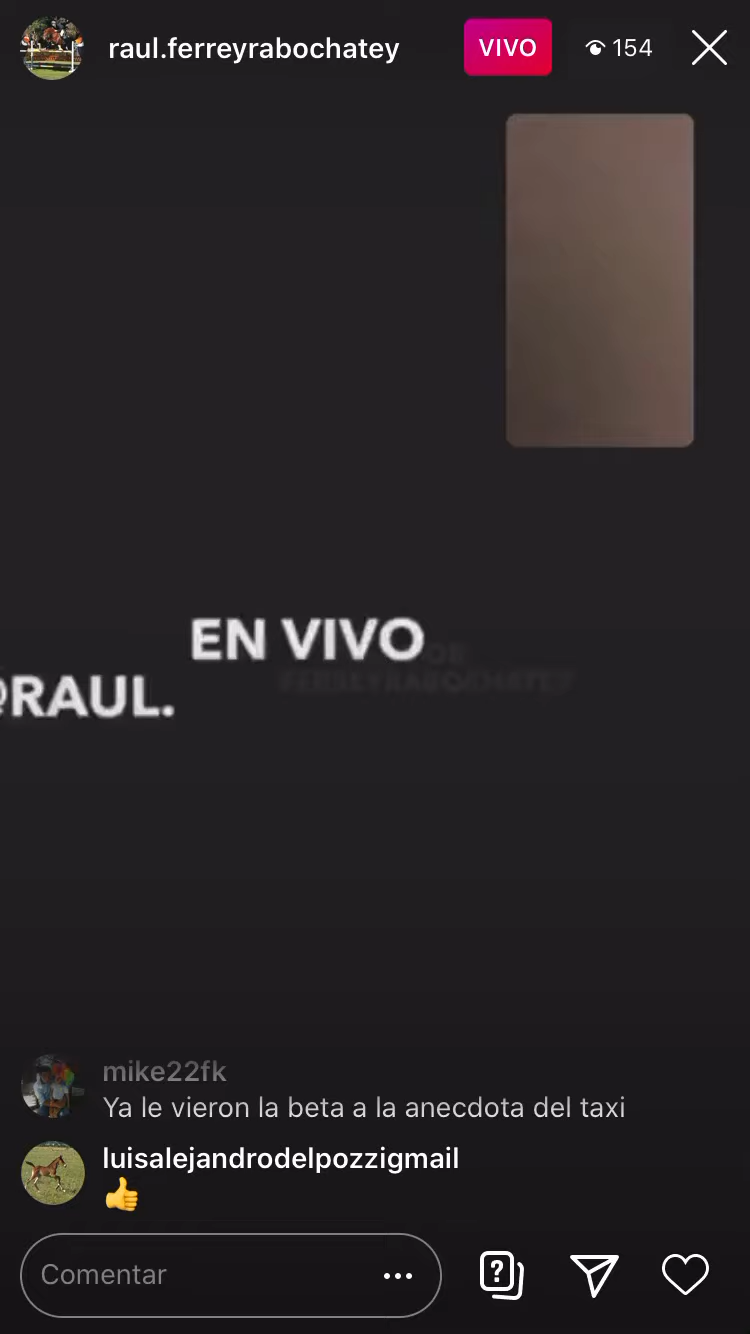 raul.ferreyrabochatey
VIVO
154
EN VIVO
@RAUL.
FERREYRABOCHATEY
mike22fk
Ya le vieron la beta a la anecdota del taxi
luisalejandrodelpozzigmail
👍
Comentar